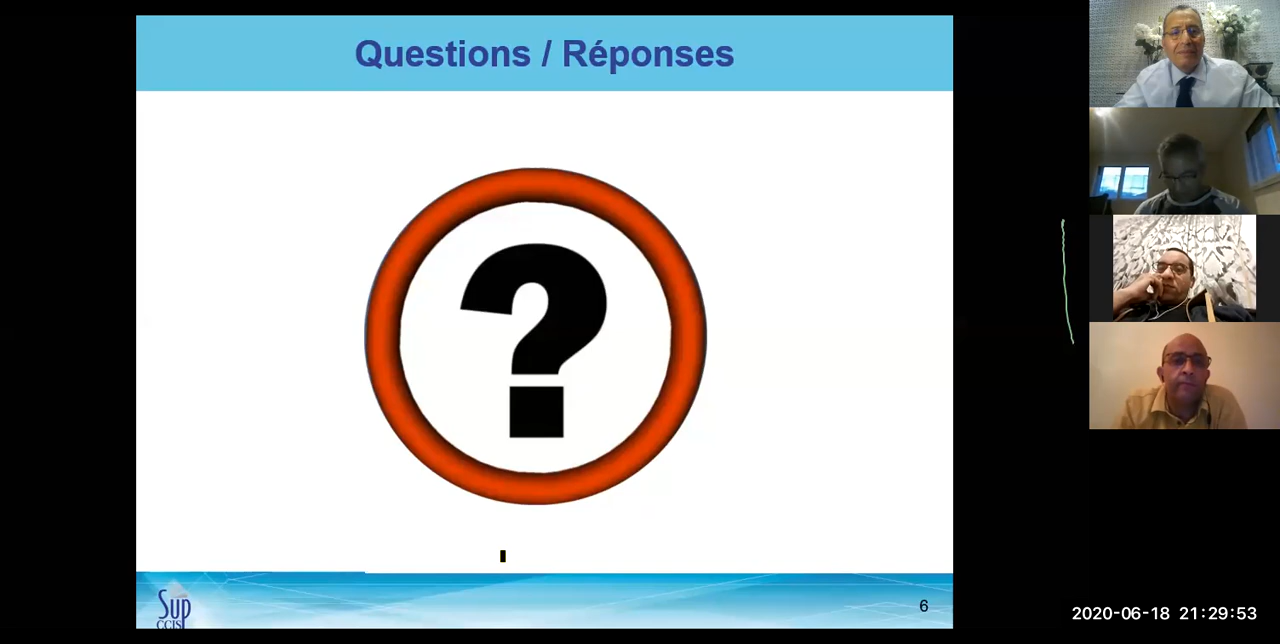 Questions / Réponses
?
Sup
CCIS
6
2020-06-18 21:29:53